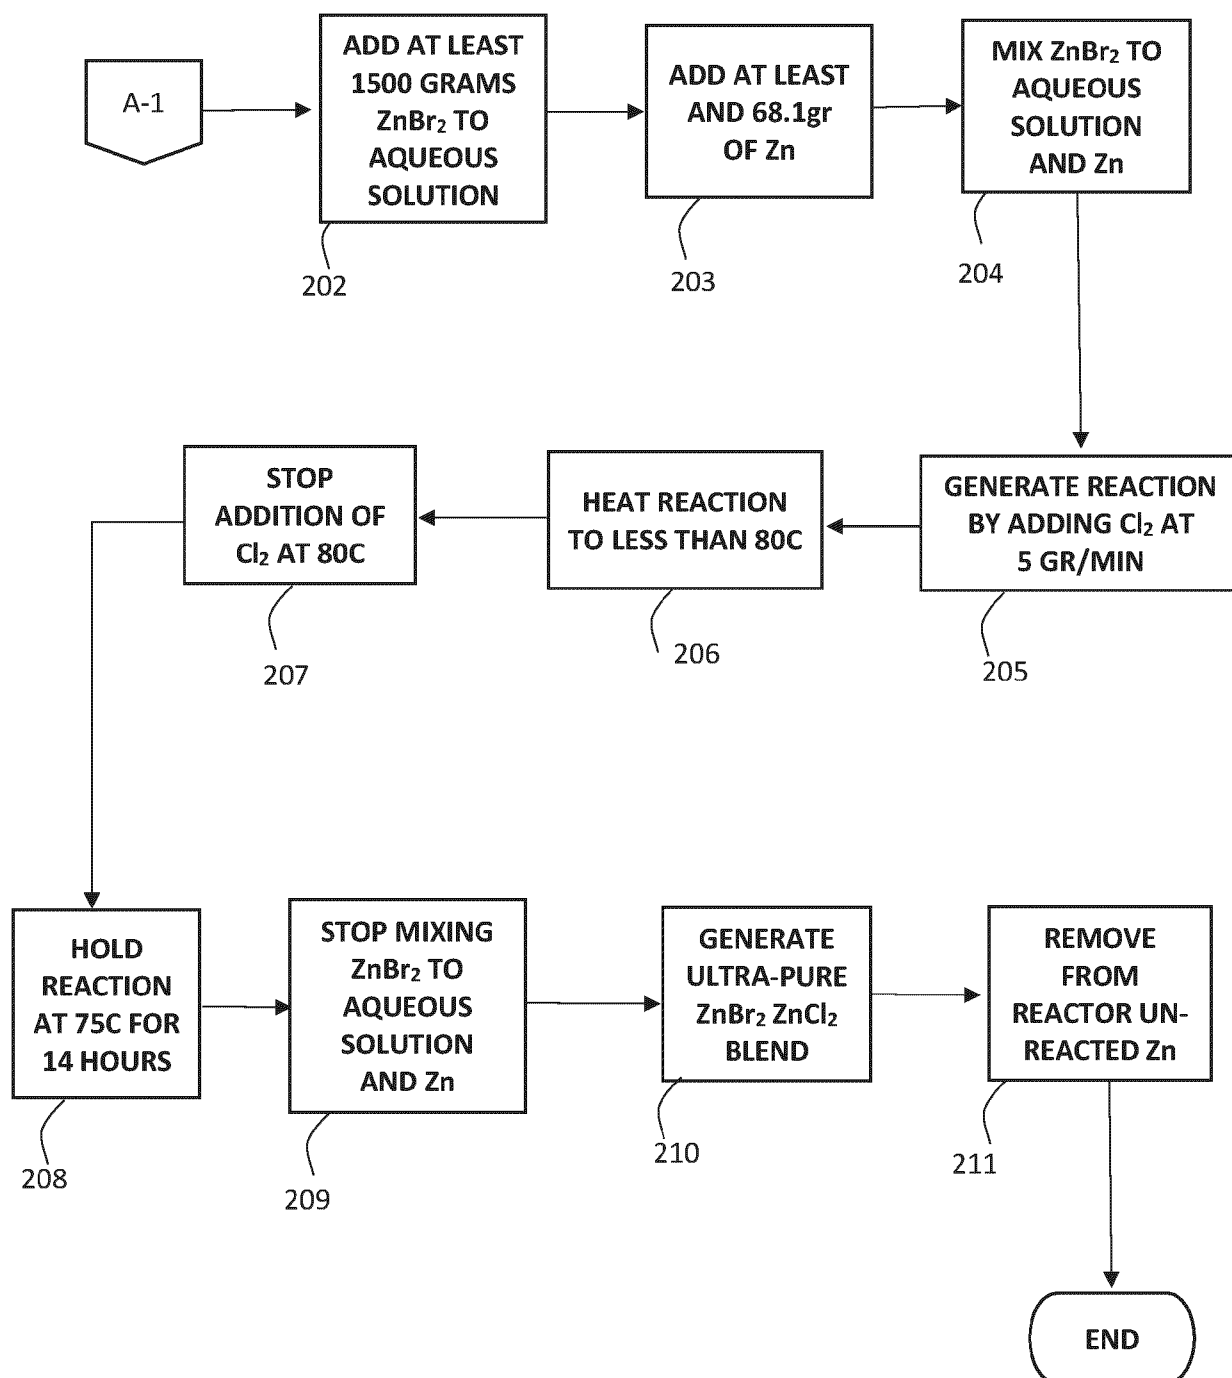 A-1
ADD AT LEAST
1500 GRAMS
ZnBr₂ TO
AQUEOUS
SOLUTION
202
ADD AT LEAST
AND 68.1gr
OF Zn
203
MIX ZnBr₂ TO
AQUEOUS
SOLUTION
AND Zn
204
GENERATE REACTION
BY ADDING Cl₂ AT
5 GR/MIN
205
HEAT REACTION
TO LESS THAN 80C
206
STOP
ADDITION OF
Cl₂ AT 80C
207
HOLD
REACTION
AT 75C FOR
14 HOURS
208
STOP MIXING
ZnBr₂ TO
AQUEOUS
SOLUTION
AND Zn
209
GENERATE
ULTRA-PURE
ZnBr₂ ZnCl₂
BLEND
210
REMOVE
FROM
REACTOR UN-
REACTED Zn
211
END